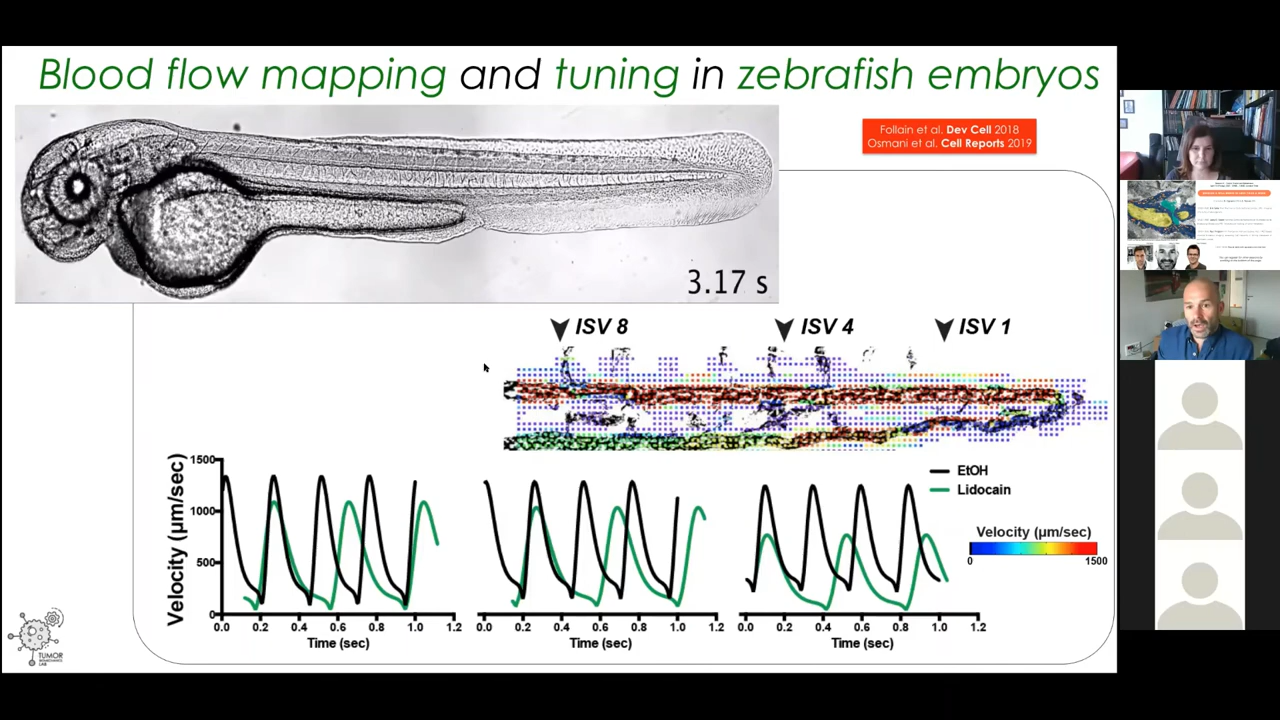 Blood flow mapping and tuning in zebrafish embryos
Follain et al. Dev Cell 2018
Osmani et al, Cell Reports 2019
3.17 s
ISV 8
ISV 4
ISV 1
Velocity (µm/sec)
1500
1000
500
0
0.0 0.2 0.4 0.6 0.8 1.0 1.2
Time (sec)
0.0 0.2 0.4 0.6 0.8 1.0 1.2
Time (sec)
0.0 0.2 0.4 0.6 0.8 1.0 1.2
Time (sec)
EtOH
Lidocain
Velocity (µm/sec)
0 1500
TUMOR
LAB